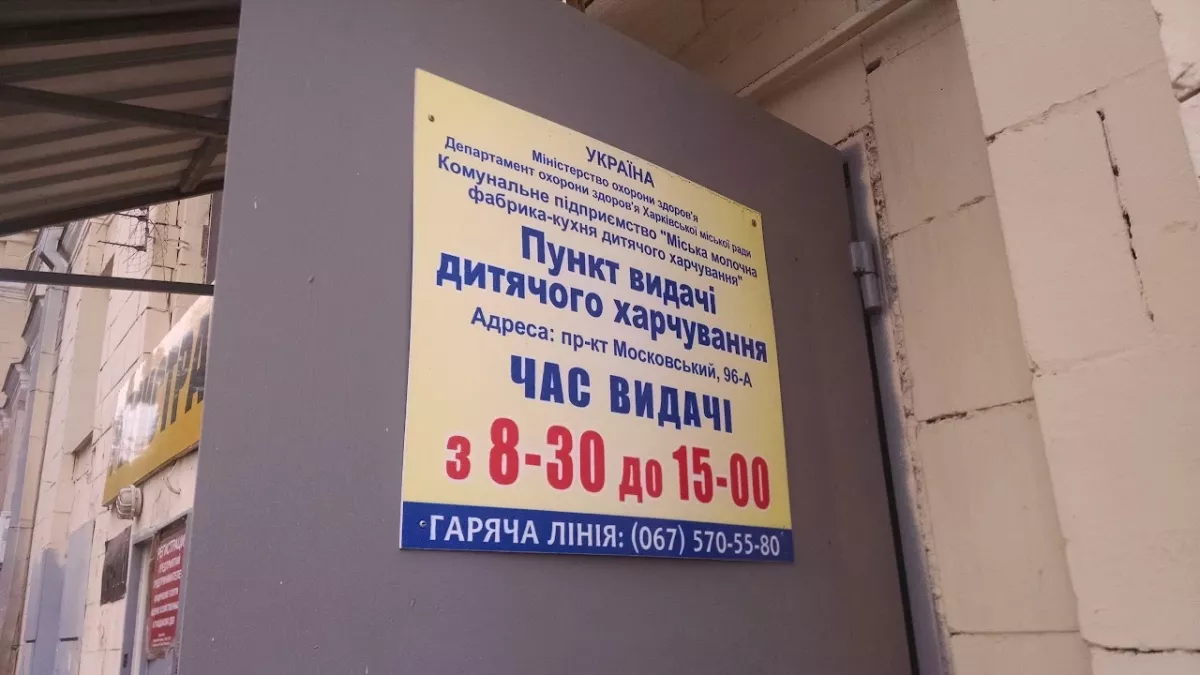 УКРАЇНА
Міністерство охорони здоров'я
Департамент охорони здоров'я Харківської міської ради
Комунальне підприємство "Міська молочна
фабрика-кухня дитячого харчування"
Пункт видачі
дитячого харчування
Адреса: пр-кт Московський, 96-А
ЧАС ВИДАЧІ
з 8-30 до 15-00
ГАРЯЧА ЛІНІЯ: (067) 570-55-80
РЕГИСТРАЦИЯ